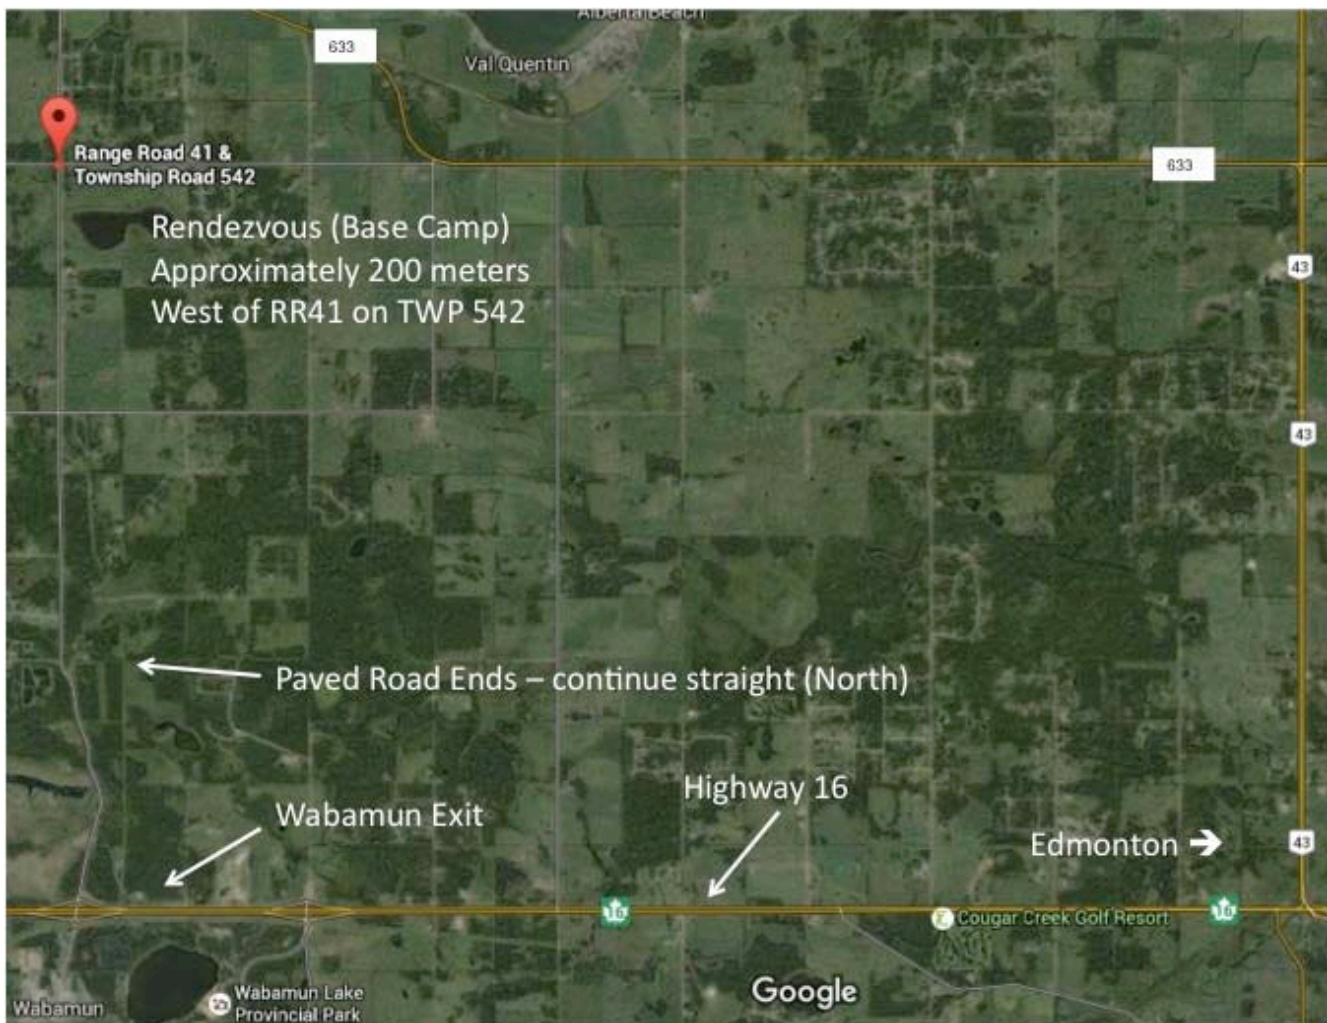 Alberta Beach
633
Val Quentin
Range Road 41 &
Township Road 542
633
Rendezvous (Base Camp)
Approximately 200 meters
West of RR41 on TWP 542
43
43
Paved Road Ends – continue straight (North)
Highway 16
Wabamun Exit
Edmonton ➔
43
16
16
Cougar Creek Golf Resort
Wabamun Lake
Provincial Park
Google
Wabamun